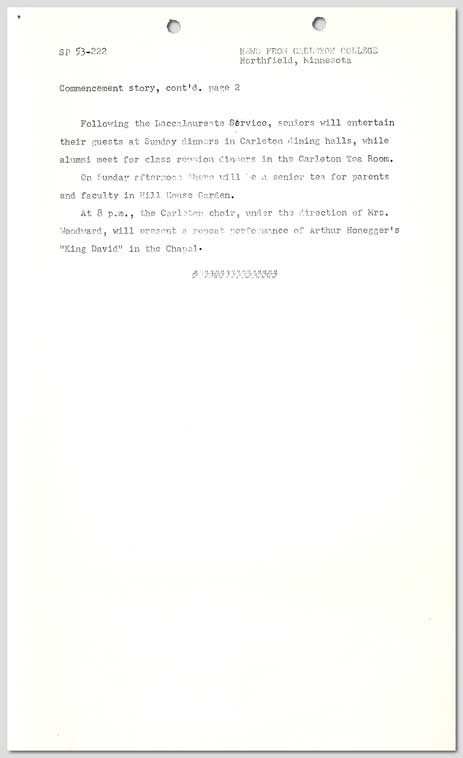 SP 53-222
NEWS FROM CARLETON COLLEGE
Northfield, Minnesota
Commencement story, cont'd. page 2
Following the Baccalaureate Service, seniors will entertain
their guests at Sunday dinners in Carleton dining halls, while
alumni meet for class reunion dinners in the Carleton Tea Room.
On Sunday afternoon there will be a senior tea for parents
and faculty in Hill House Garden.
At 8 p.m., the Carleton choir, under the direction of Mrs.
Woodward, will present a repeat performance of Arthur Honegger's
"King David" in the Chapel.